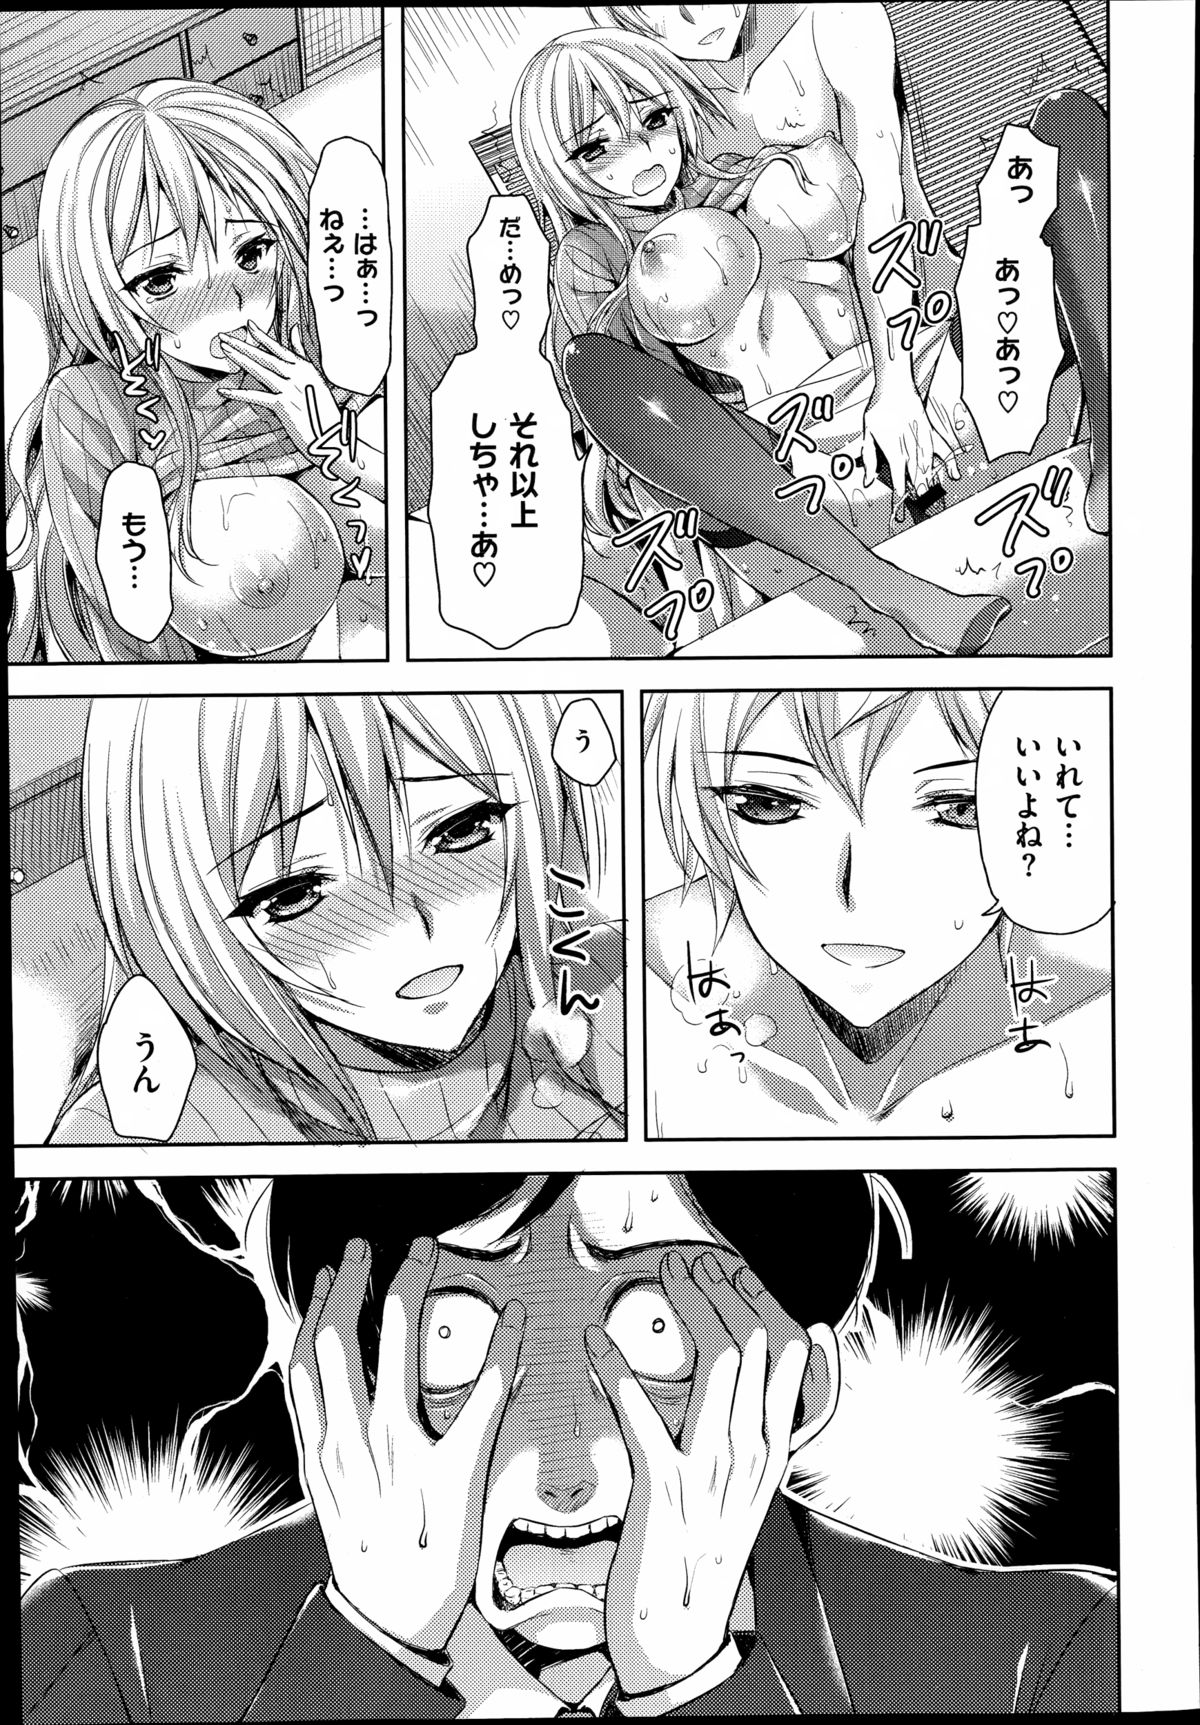 あっ
あっ♡あっ♡
だ…めっ♡
それ以上
しちゃ…あ♡
ズプ
ズプ
ズプ
ズプ
…はぁ…っ
ねぇ…っ
もう…
いれて…
いいよね？
はぁ
はぁっ
う
こくん
うん